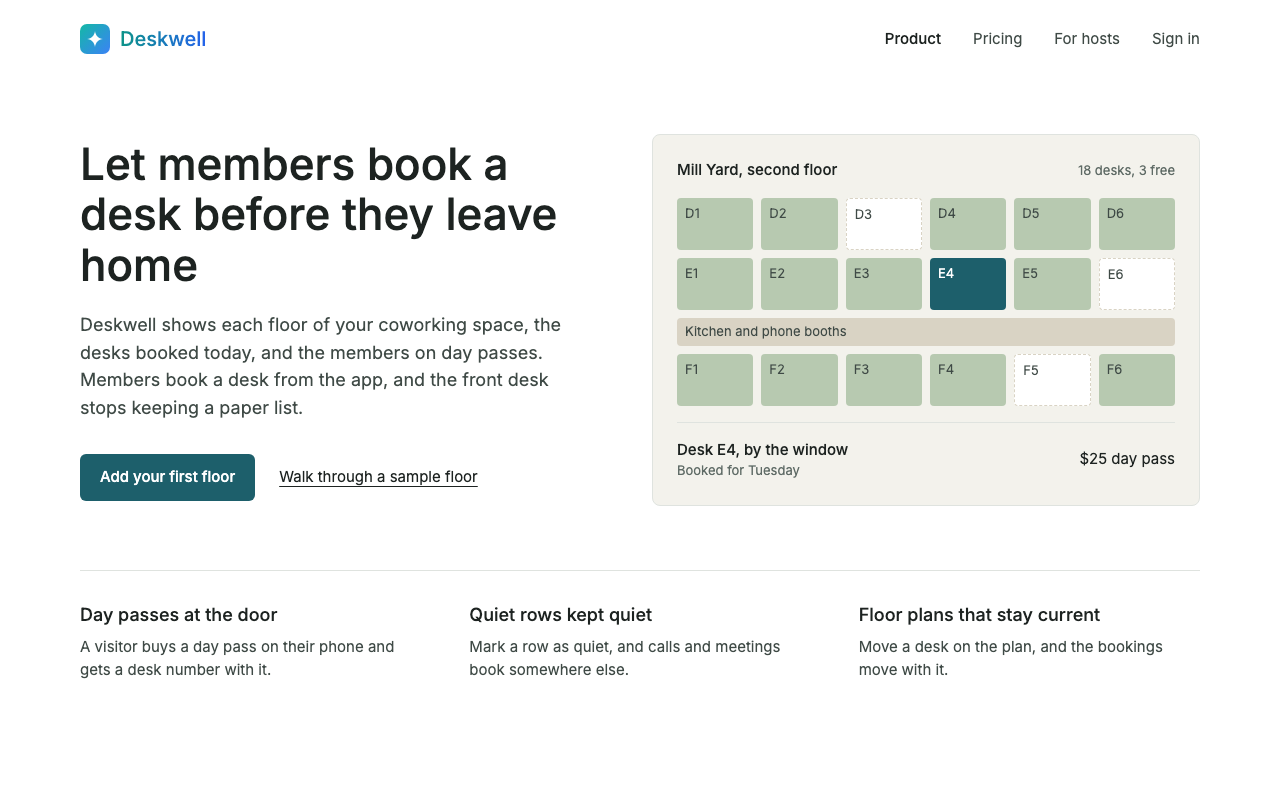 Deskwell
Product
Pricing
For hosts
Sign in
Let members book a
desk before they leave
home
Deskwell shows each floor of your coworking space, the
desks booked today, and the members on day passes.
Members book a desk from the app, and the front desk
stops keeping a paper list.
Add your first floor
Walk through a sample floor
Mill Yard, second floor
18 desks, 3 free
D1
D2
D3
D4
D5
D6
E1
E2
E3
E4
E5
E6
Kitchen and phone booths
F1
F2
F3
F4
F5
F6
Desk E4, by the window
Booked for Tuesday
$25 day pass
Day passes at the door
A visitor buys a day pass on their phone and
gets a desk number with it.
Quiet rows kept quiet
Mark a row as quiet, and calls and meetings
book somewhere else.
Floor plans that stay current
Move a desk on the plan, and the bookings
move with it.